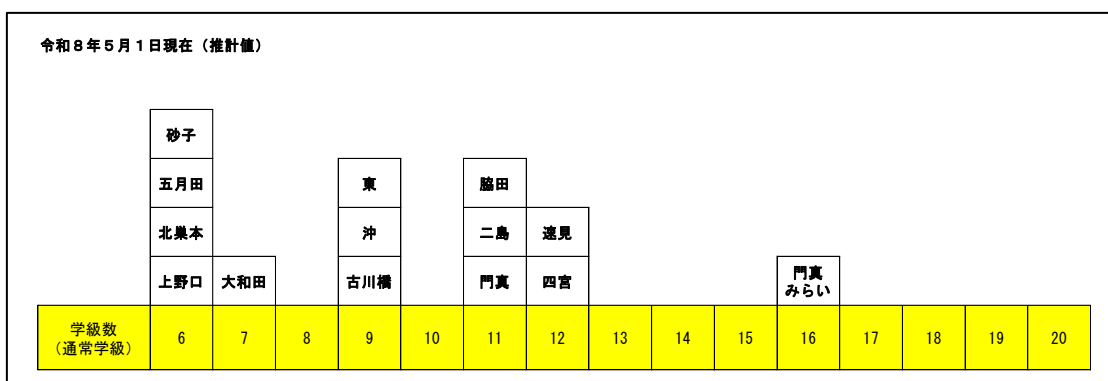 令和８年５月１日現在（推計値）
砂子
五月田 東 脇田
北巣本 沖 二島 速見
上野口 大和田 古川橋 門真 四宮 門真
みらい
学級数
（通常学級） 6 7 8 9 10 11 12 13 14 15 16 17 18 19 20